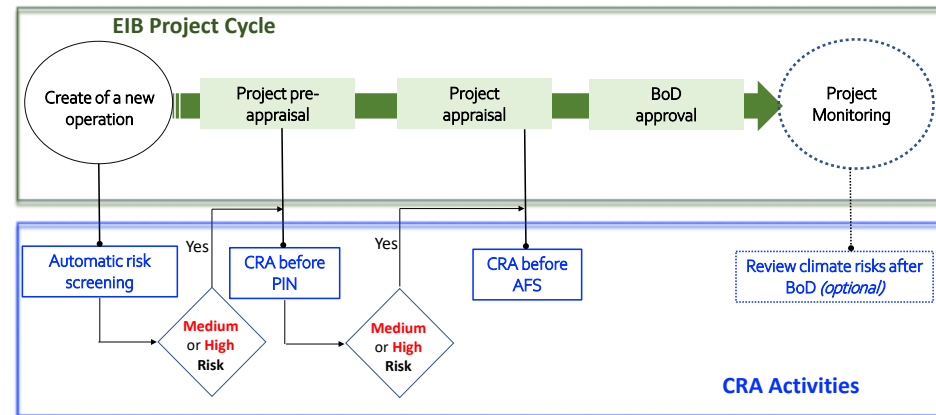 EIB Project Cycle
Create of a new
operation
Project pre-
appraisal
Project
appraisal
BoD
approval
Project
Monitoring
Yes
Yes
Automatic risk
screening
CRA before
PIN
CRA before
AFS
Review climate risks after
BoD (optional)
Medium
or High
Risk
Medium
or High
Risk
CRA Activities